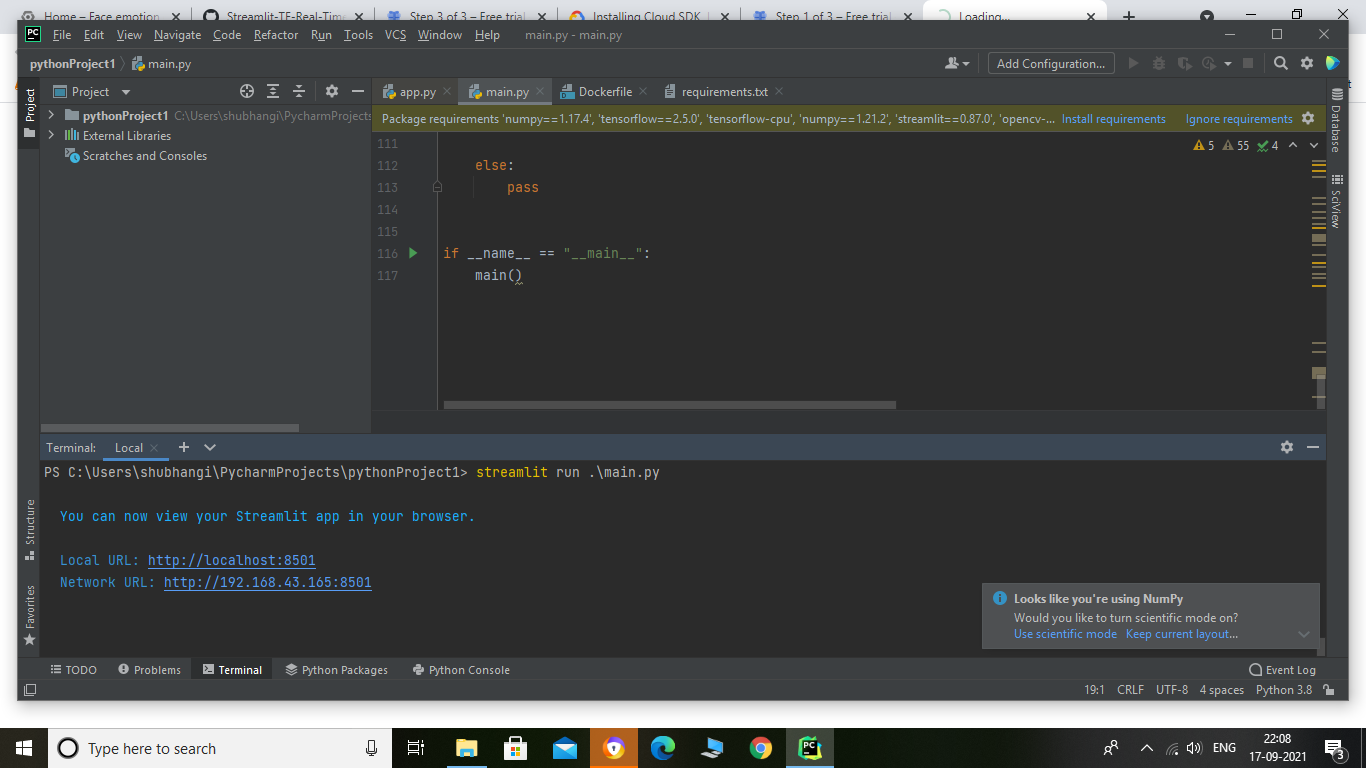 Home – Face emotion
Streamlit-TF-Real-Time
Step 3 of 3 – Free trial
Installing Cloud SDK
Step 1 of 3 – Free trial
Loading...
PC File Edit View Navigate Code Refactor Run Tools VCS Window Help main.py - main.py
pythonProject1 main.py
Add Configuration...
Project
Project
app.py main.py Dockerfile requirements.txt
pythonProject1 C:\Users\shubhangi\PycharmProjects
External Libraries
Scratches and Consoles
Package requirements 'numpy==1.17.4', 'tensorflow==2.5.0', 'tensorflow-cpu', 'numpy==1.21.2', 'streamlit==0.87.0', 'opencv-... Install requirements Ignore requirements
5 55 4
111
112 else:
113 pass
114
115
116 if __name__ == "__main__":
117 main()
Database
SciView
Terminal: Local
PS C:\Users\shubhangi\PycharmProjects\pythonProject1> streamlit run .\main.py
You can now view your Streamlit app in your browser.
Local URL: http://localhost:8501
Network URL: http://192.168.43.165:8501
Structure
Favorites
Looks like you're using NumPy
Would you like to turn scientific mode on?
Use scientific mode Keep current layout...
TODO Problems Terminal Python Packages Python Console Event Log
19:1 CRLF UTF-8 4 spaces Python 3.8
Type here to search
PC
ENG
22:08
17-09-2021
3